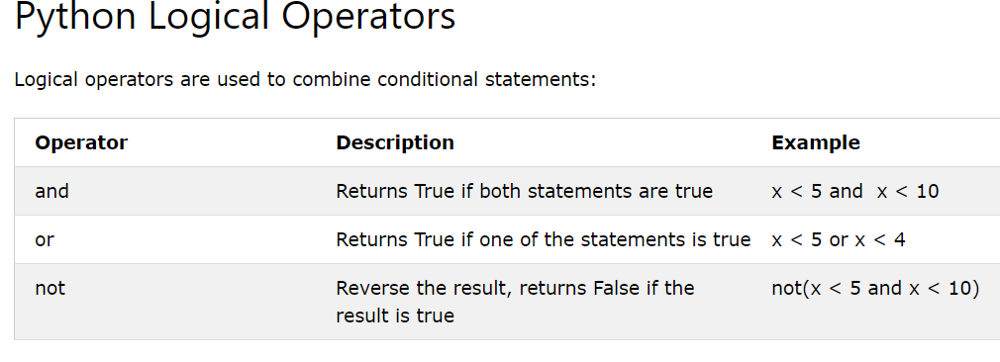 Python Logical Operators
Logical operators are used to combine conditional statements:
Operator Description Example
and Returns True if both statements are true x < 5 and  x < 10
or Returns True if one of the statements is true x < 5 or x < 4
not Reverse the result, returns False if the not(x < 5 and x < 10)
result is true